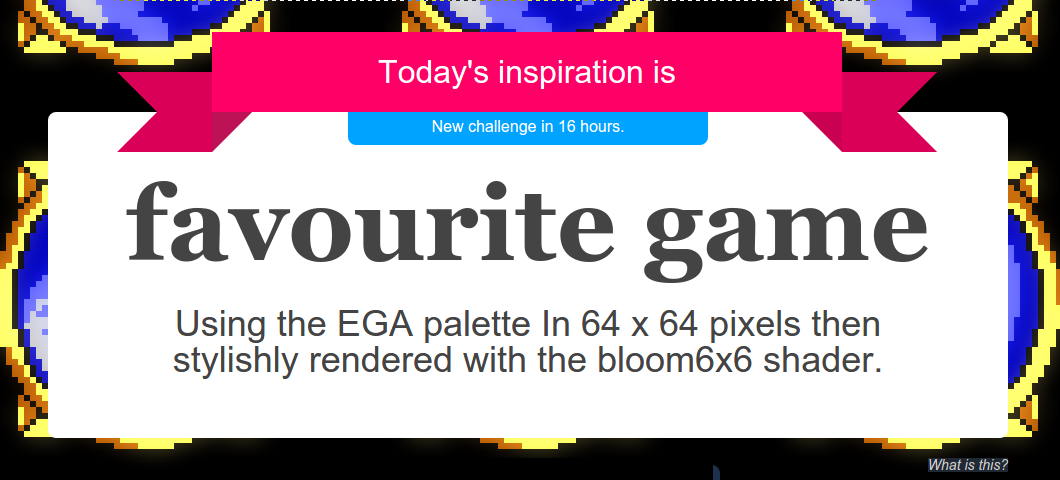 Today's inspiration is
New challenge in 16 hours.
favourite game
Using the EGA palette In 64 x 64 pixels then
stylishly rendered with the bloom6x6 shader.
What is this?